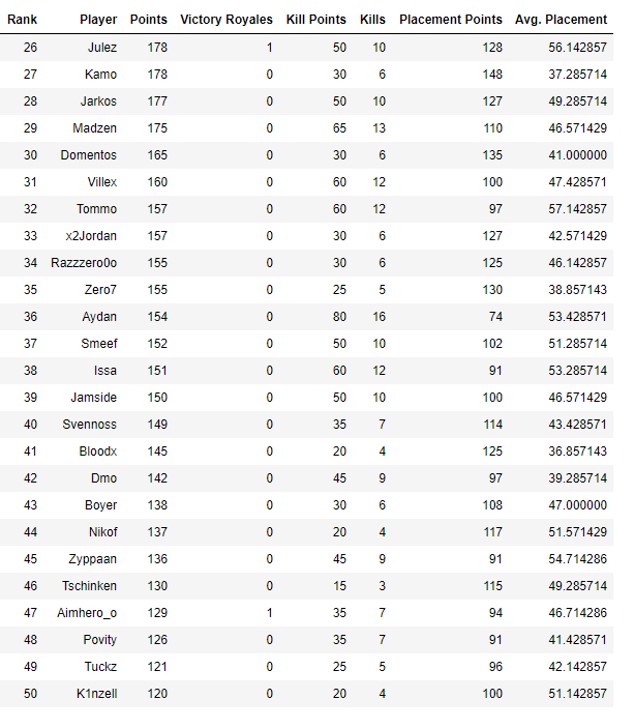 Rank Player Points Victory Royales Kill Points Kills Placement Points Avg. Placement
26 Julez 178 1 50 10 128 56.142857
27 Kamo 178 0 30 6 148 37.285714
28 Jarkos 177 0 50 10 127 49.285714
29 Madzen 175 0 65 13 110 46.571429
30 Domentos 165 0 30 6 135 41.000000
31 Villex 160 0 60 12 100 47.428571
32 Tommo 157 0 60 12 97 57.142857
33 x2Jordan 157 0 30 6 127 42.571429
34 Razzzero0o 155 0 30 6 125 46.142857
35 Zero7 155 0 25 5 130 38.857143
36 Aydan 154 0 80 16 74 53.428571
37 Smeef 152 0 50 10 102 51.285714
38 Issa 151 0 60 12 91 53.285714
39 Jamside 150 0 50 10 100 46.571429
40 Svennoss 149 0 35 7 114 43.428571
41 Bloodx 145 0 20 4 125 36.857143
42 Dmo 142 0 45 9 97 39.285714
43 Boyer 138 0 30 6 108 47.000000
44 Nikof 137 0 20 4 117 51.571429
45 Zyppaan 136 0 45 9 91 54.714286
46 Tschinken 130 0 15 3 115 49.285714
47 Aimhero_o 129 1 35 7 94 46.714286
48 Povity 126 0 35 7 91 41.428571
49 Tuckz 121 0 25 5 96 42.142857
50 K1nzell 120 0 20 4 100 51.142857